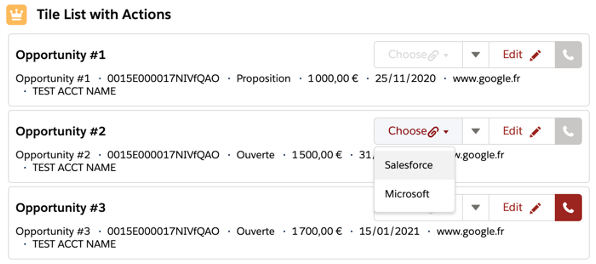 Tile List with Actions
Opportunity #1
Choose
Edit
Opportunity #1 · 0015E000017NIVfQAO · Proposition · 1 000,00 € · 25/11/2020 · www.google.fr
· TEST ACCT NAME
Opportunity #2
Choose
Edit
Opportunity #2 · 0015E000017NIVfQAO · Ouverte · 1 500,00 € · 31/ w.google.fr
· TEST ACCT NAME
Salesforce
Microsoft
Opportunity #3
Edit
Opportunity #3 · 0015E000017NIVfQAO · Ouverte · 1 700,00 € · 15/01/2021 · www.google.fr
· TEST ACCT NAME